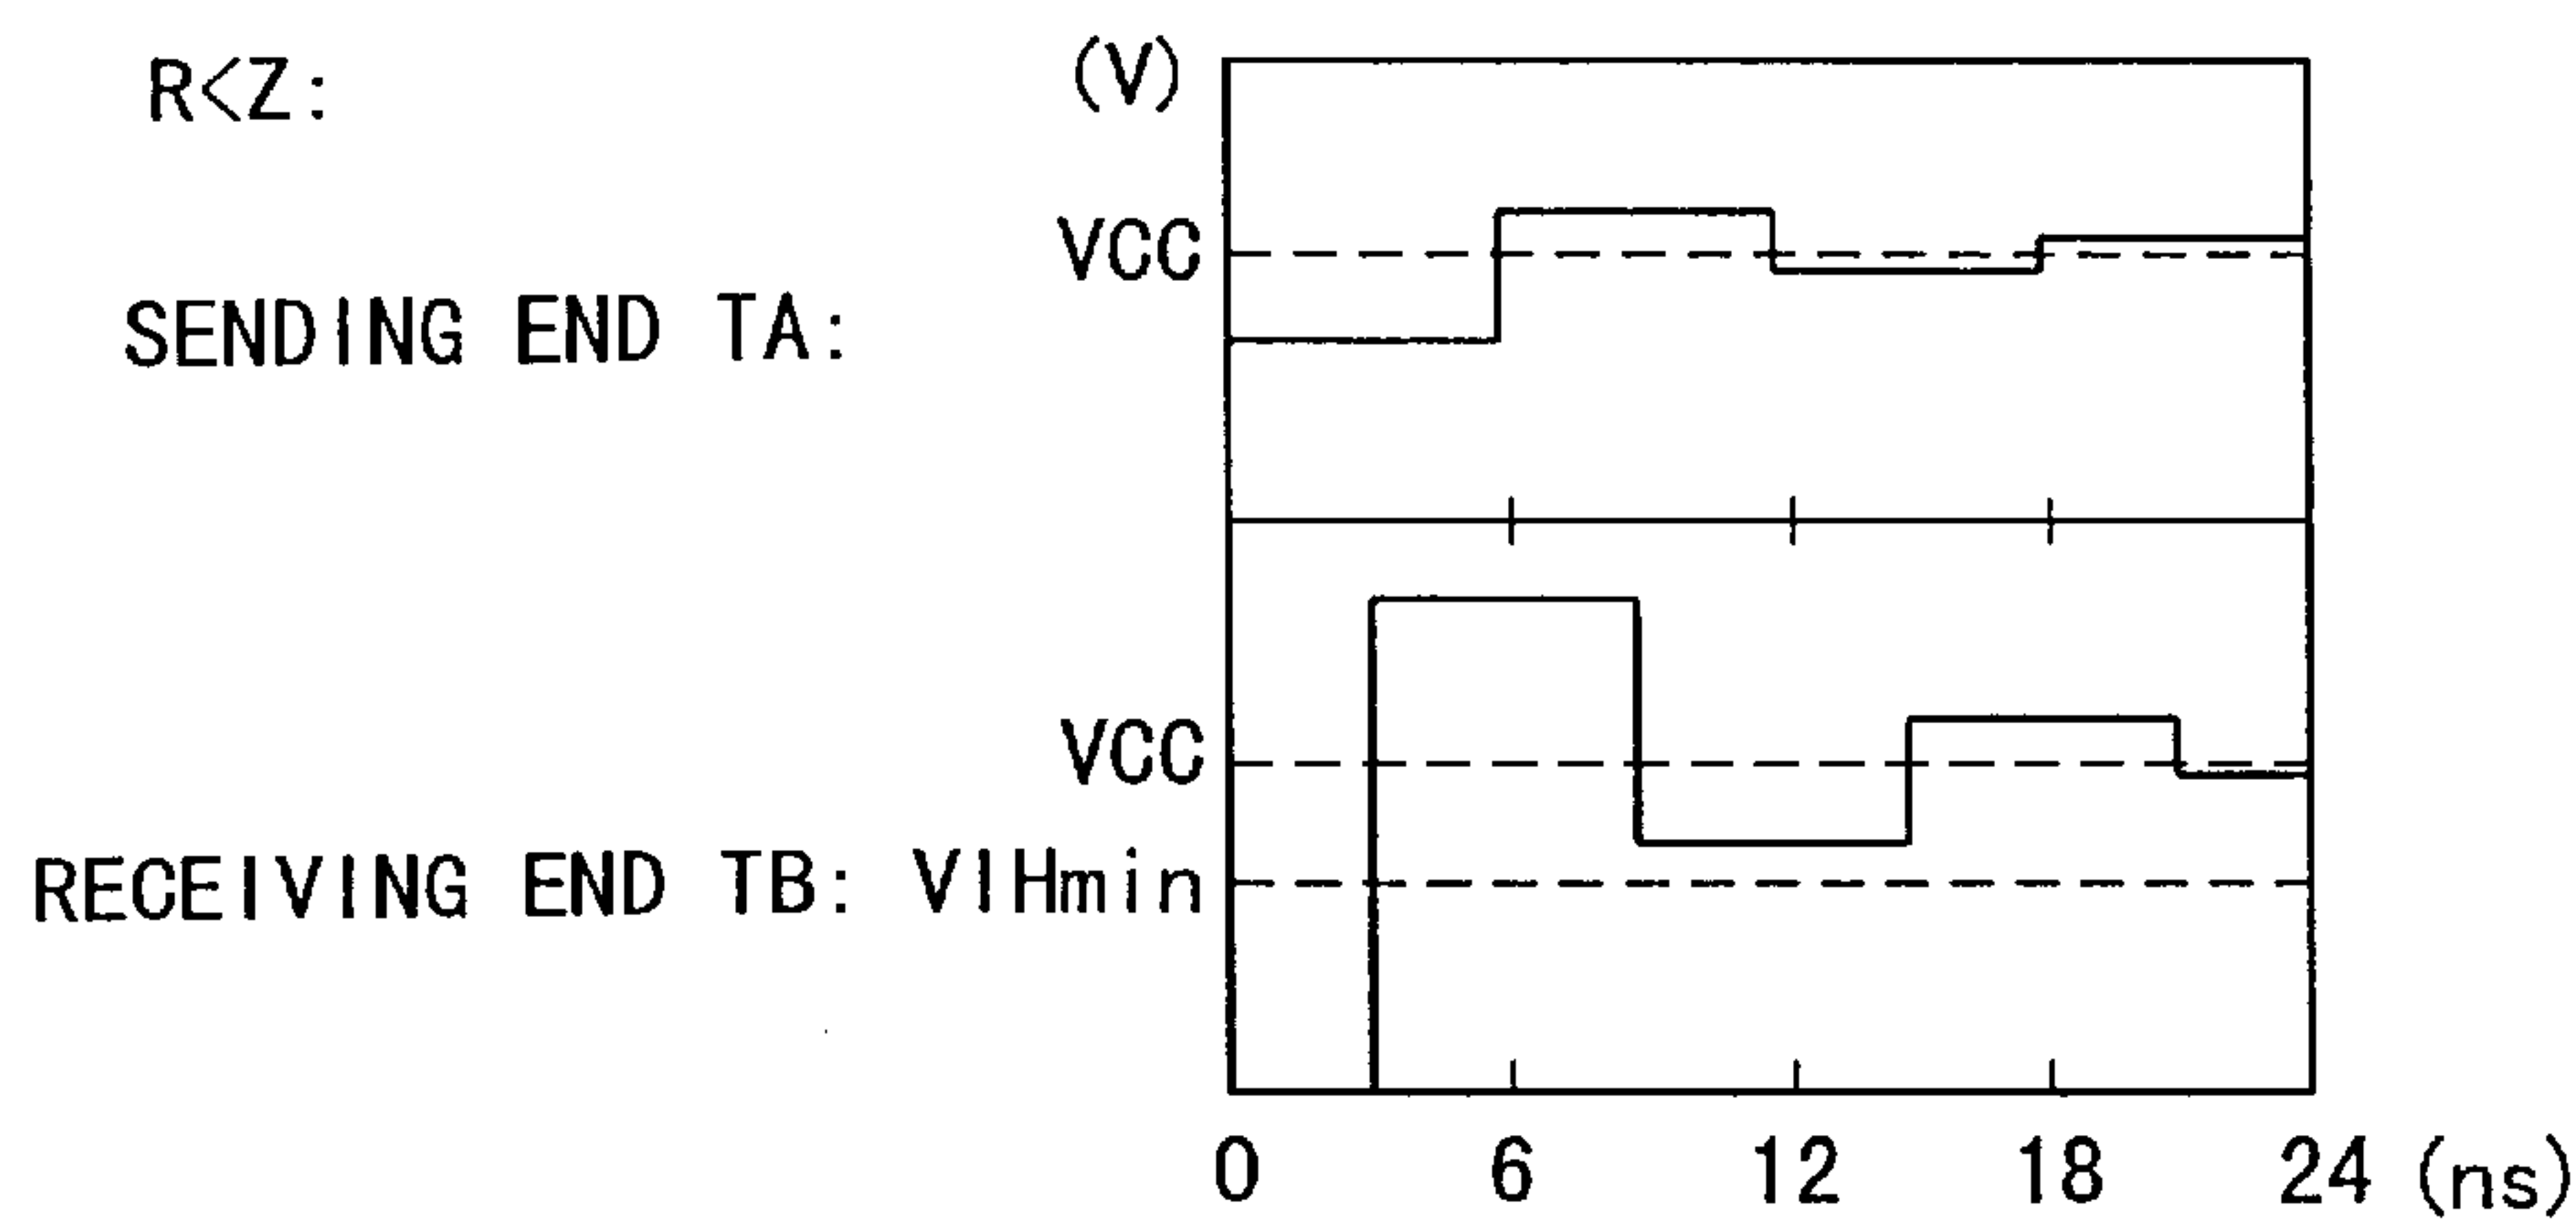 R<Z:
(V)
VCC
SENDING END TA:
VCC
RECEIVING END TB: VIHmin
0 6 12 18 24 (ns)